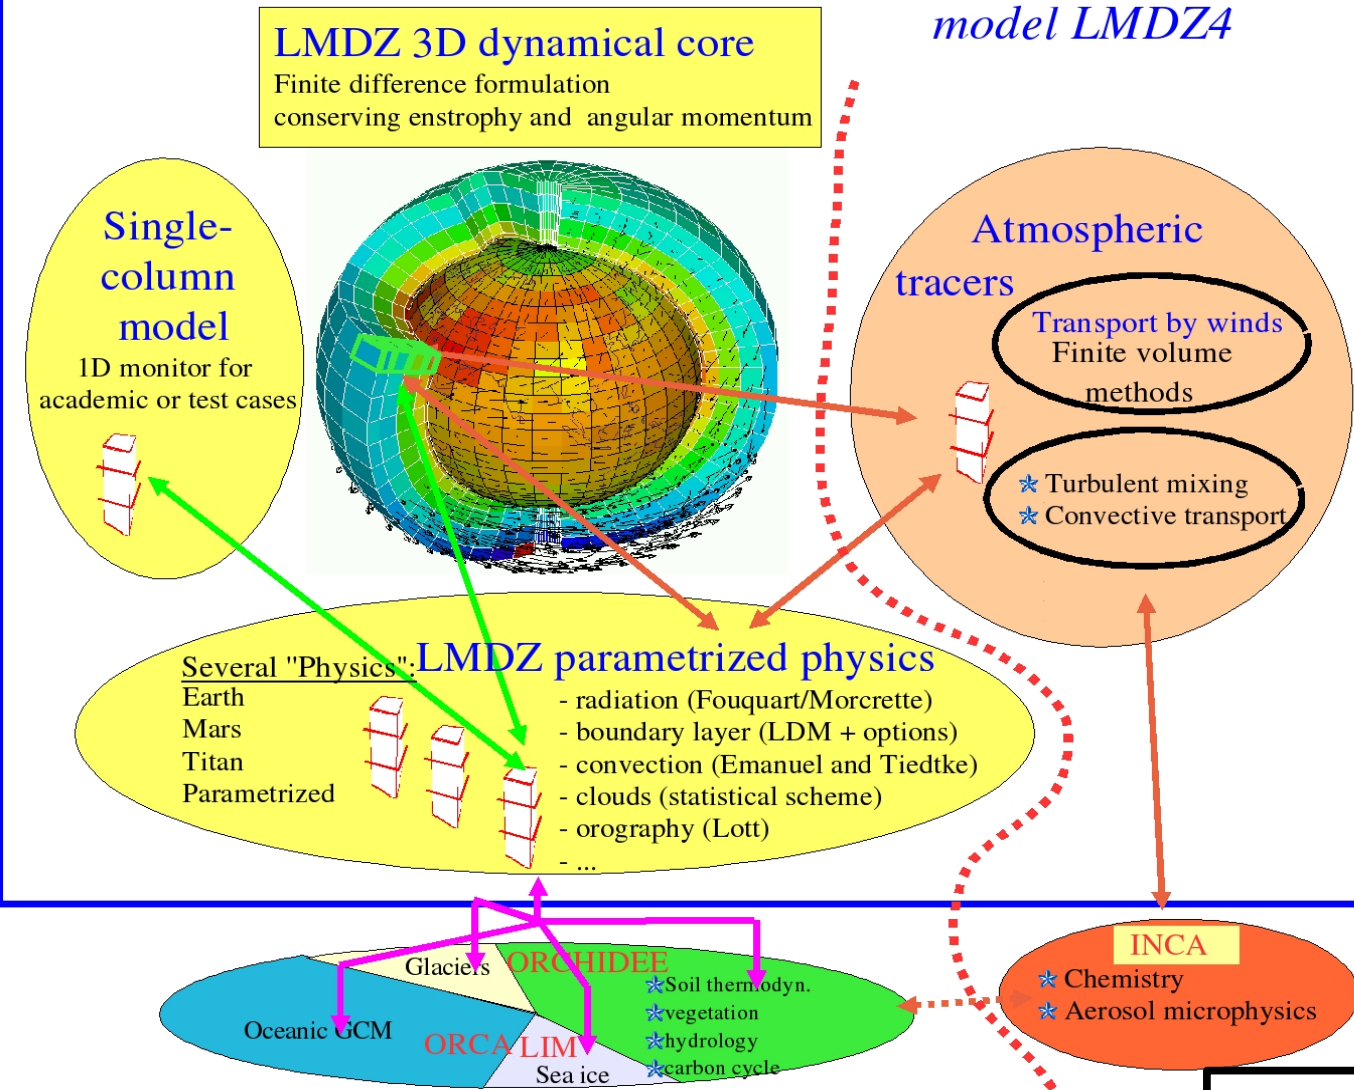 model LMDZ4
LMDZ 3D dynamical core
Finite difference formulation
conserving enstrophy and angular momentum
Single-
column
model
1D monitor for
academic or test cases
Atmospheric
tracers
Transport by winds
Finite volume
methods
Turbulent mixing
Convective transport
LMDZ parametrized physics
Several "Physics":
Earth
Mars
Titan
Parametrized
- radiation (Fouquart/Morcrette)
- boundary layer (LDM + options)
- convection (Emanuel and Tiedtke)
- clouds (statistical scheme)
- orography (Lott)
- ...
Glaciers
ORCHIDEE
Soil thermodyn.
vegetation
hydrology
carbon cycle
Oceanic GCM
ORCA
LIM
Sea ice
INCA
Chemistry
Aerosol microphysics